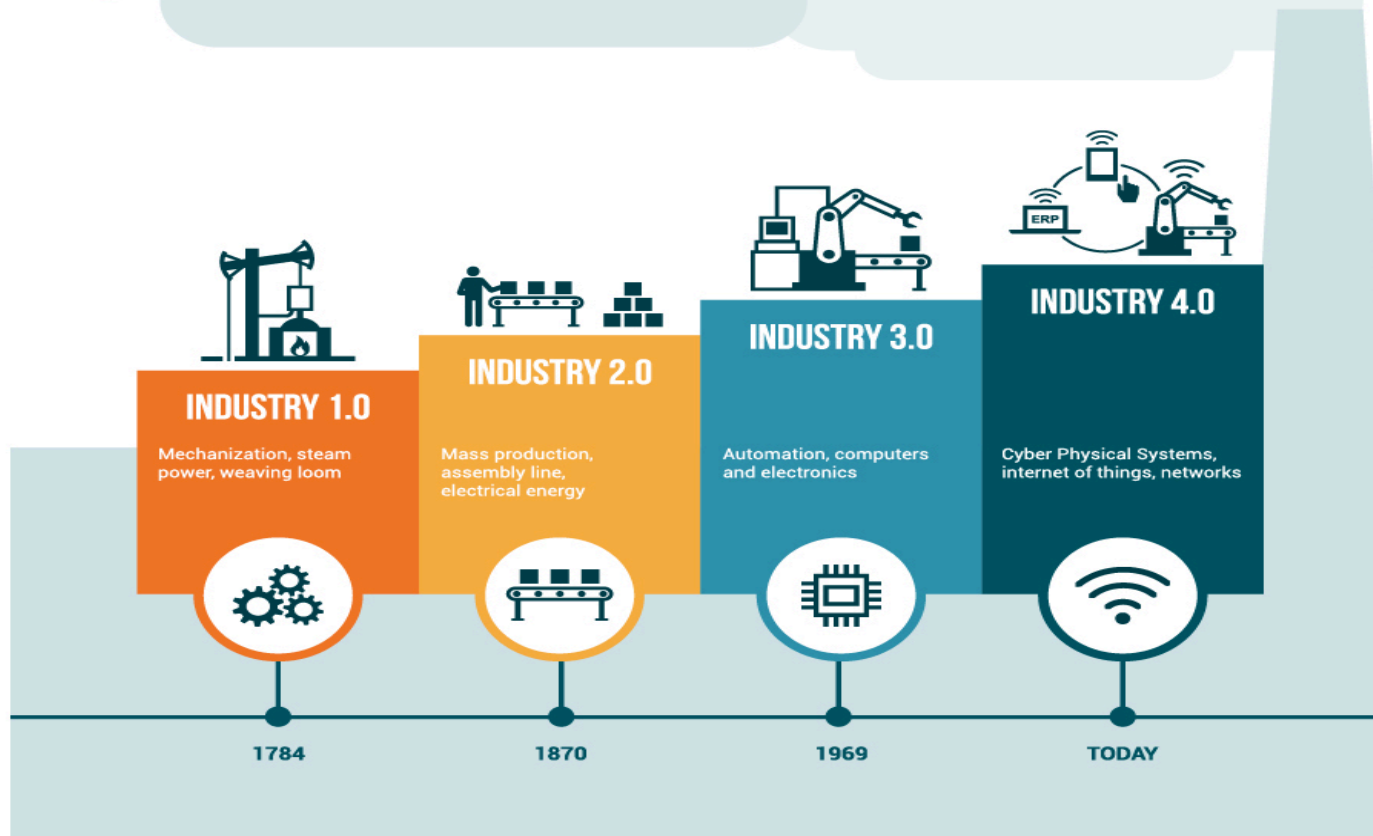 ERP
INDUSTRY 1.0
Mechanization, steam
power, weaving loom
INDUSTRY 2.0
Mass production,
assembly line,
electrical energy
INDUSTRY 3.0
Automation, computers
and electronics
INDUSTRY 4.0
Cyber Physical Systems,
internet of things, networks
1784
1870
1969
TODAY